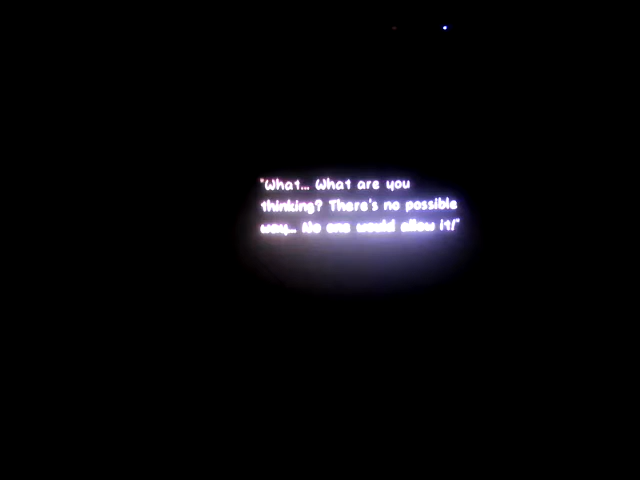 "What... What are you
thinking? There's no possible
way... No one would allow it!"